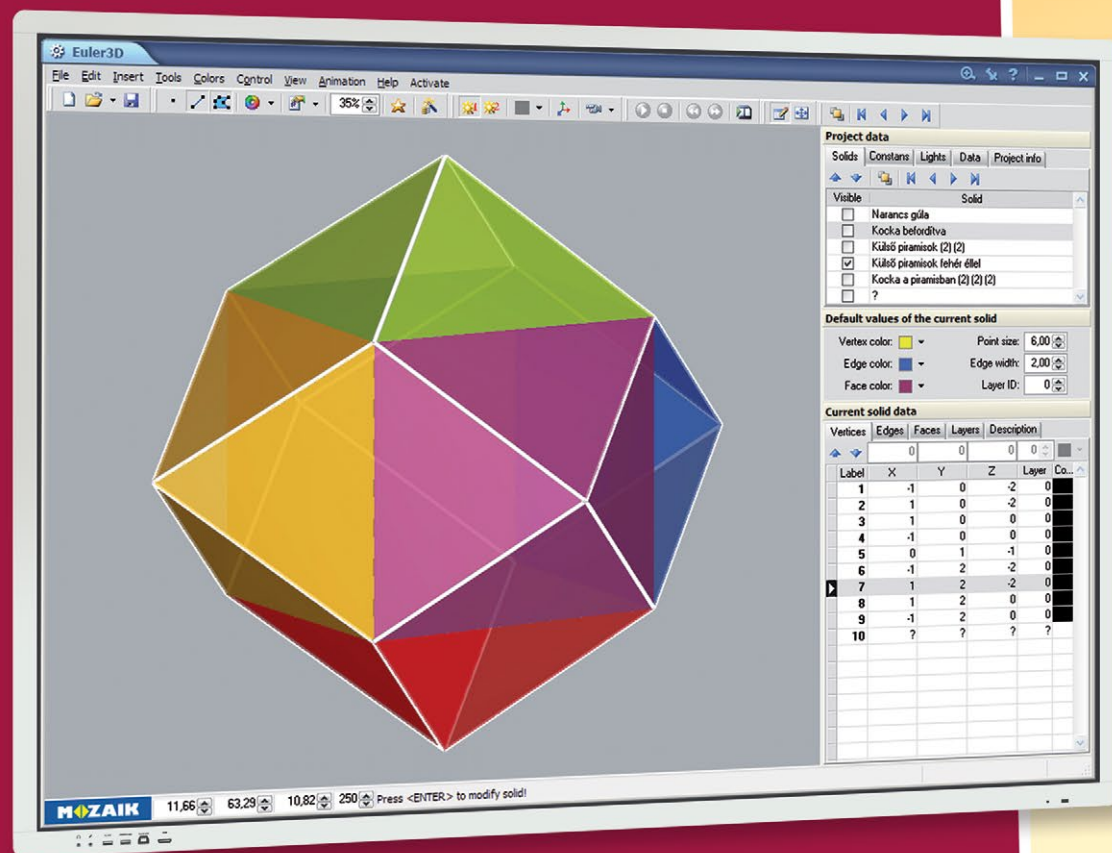 Euler3D
File Edit Insert Tools Colors Control View Animation Help Activate
35%
Project data
Solids Constans Lights Data Project info
Visible Solid
Narancs gúla
Kocka befordítva
Külső piramisok (2) (2)
Külső piramisok fehér éllel
Kocka a piramisban (2) (2) (2)
?
Default values of the current solid
Vertex color: Point size: 6,00
Edge color: Edge width: 2,00
Face color: Layer ID: 0
Current solid data
Vertices Edges Faces Layers Description
0 0 0 0
Label X Y Z Layer Co...
1 -1 0 -2 0
2 1 0 -2 0
3 1 0 0 0
4 -1 0 0 0
5 0 1 -1 0
6 -1 2 -2 0
7 1 2 -2 0
8 1 2 0 0
9 -1 2 0 0
10 ? ? ? ?
MOZAIK 11,66 63,29 10,82 250 Press <ENTER> to modify solid!